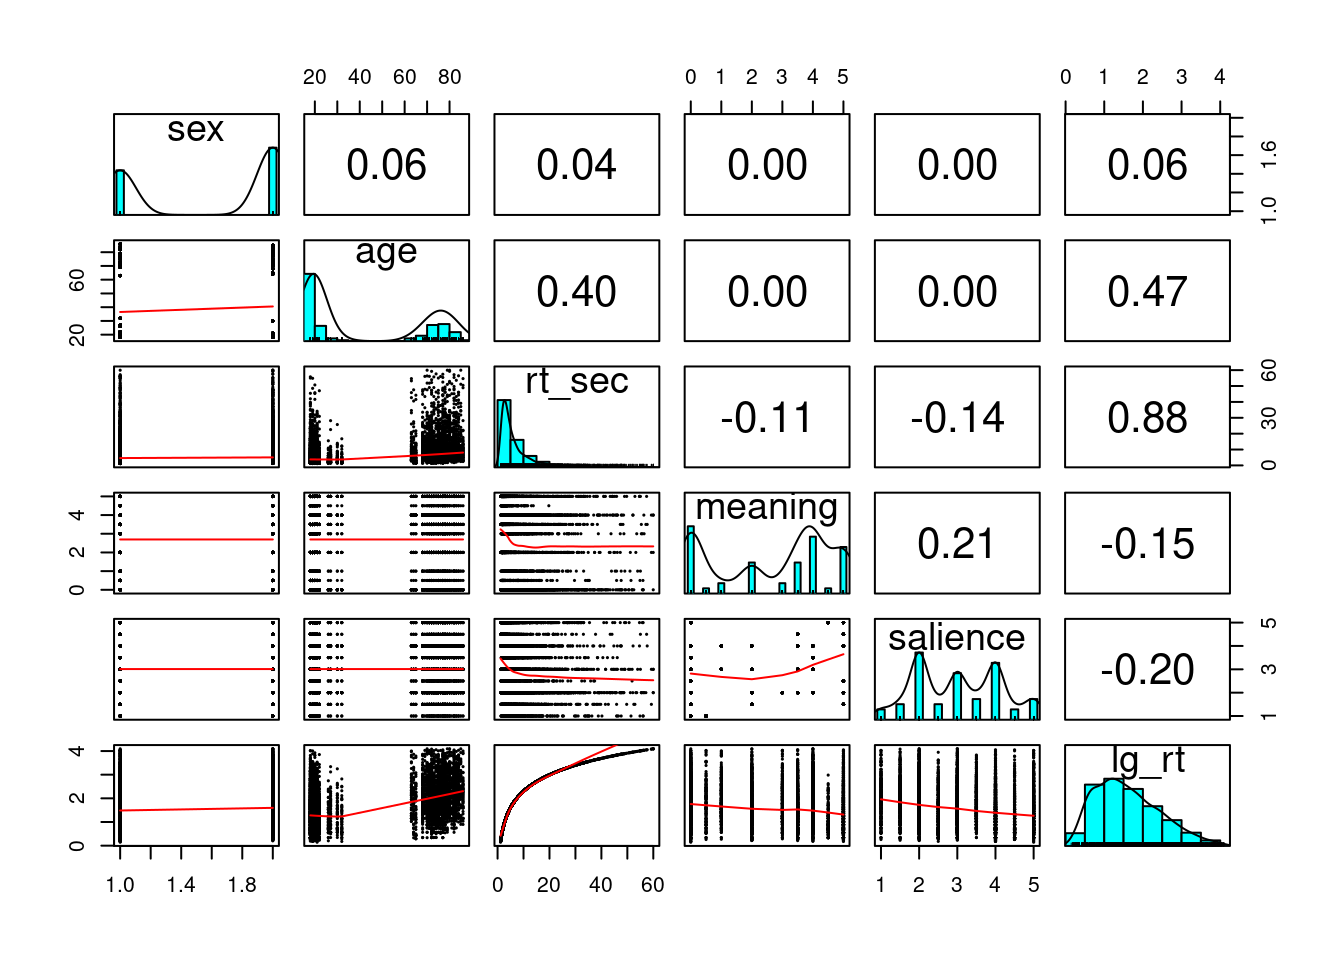 20 40 60 80 0 1 2 3 4 5 0 1 2 3 4
sex 0.06 0.04 0.00 0.00 0.06 1.0 1.6
20 60 age 0.40 0.00 0.00 0.47
rt_sec -0.11 -0.14 0.88 0 30 60
0 2 4 meaning 0.21 -0.15
salience -0.20 1 3 5
0 2 4 lg_rt
1.0 1.4 1.8 0 20 40 60 1 2 3 4 5